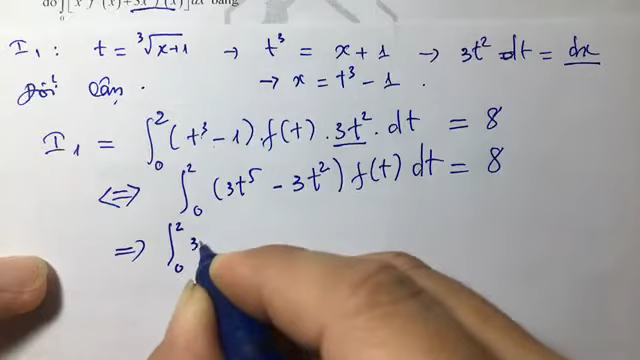 I₁ : t = ∛(x+1) → t³ = x + 1 → 3t² dt = dx
Đổi cận . → x = t³ − 1 .
I₁ = ∫₀² (t³ − 1) f(t) . 3t² . dt = 8
⟺ ∫₀² (3t⁵ − 3t²) f(t) dt = 8
⟹ ∫₀² 3